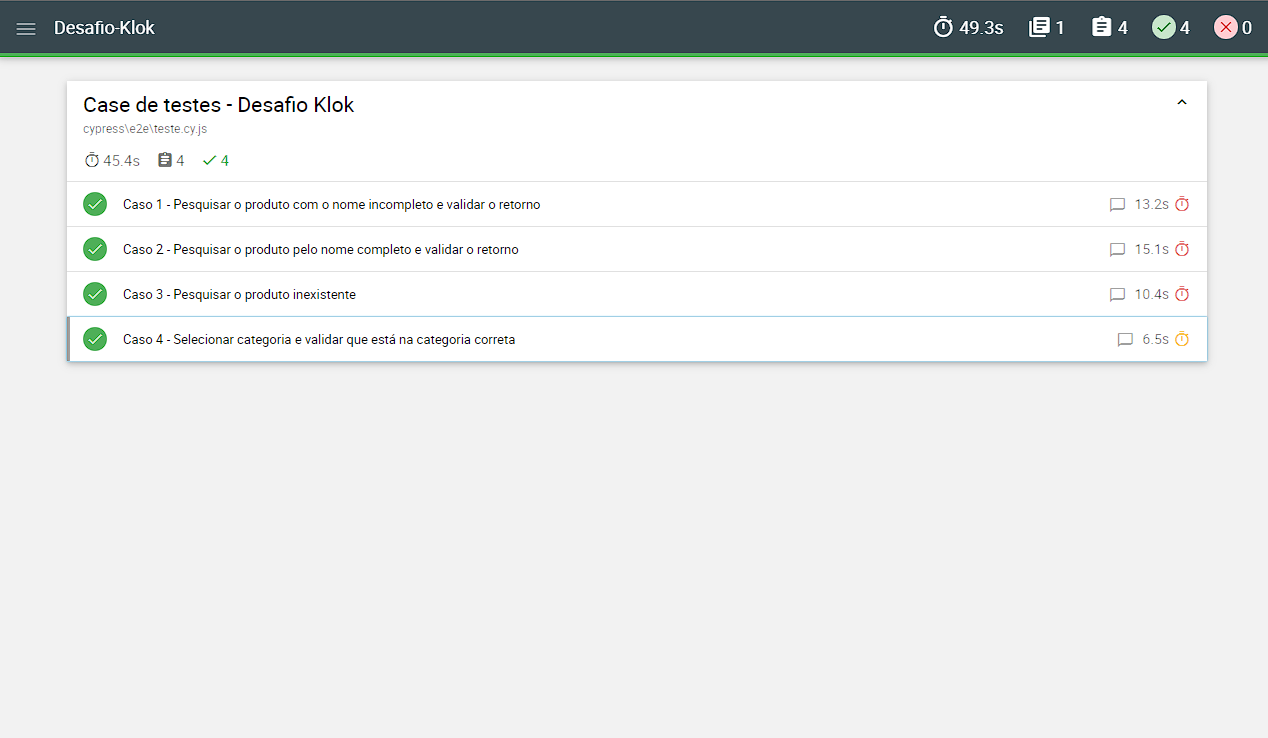 Desafio-Klok 49.3s 1 4 4 0
Case de testes - Desafio Klok
cypress\e2e\teste.cy.js
45.4s 4 4
Caso 1 - Pesquisar o produto com o nome incompleto e validar o retorno 13.2s
Caso 2 - Pesquisar o produto pelo nome completo e validar o retorno 15.1s
Caso 3 - Pesquisar o produto inexistente 10.4s
Caso 4 - Selecionar categoria e validar que está na categoria correta 6.5s